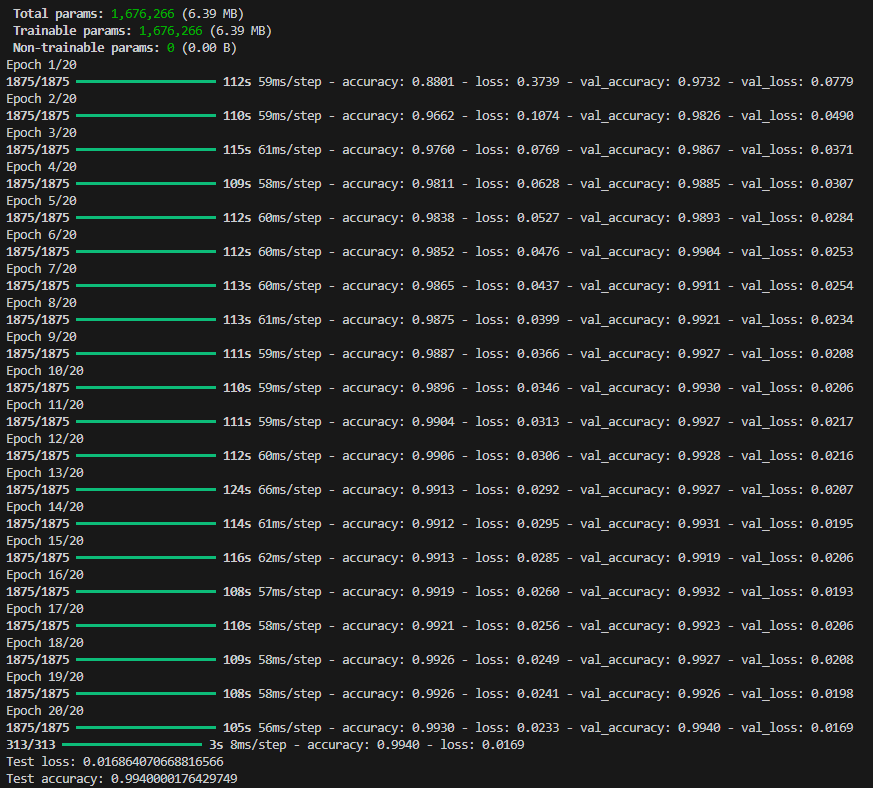 Total params: 1,676,266 (6.39 MB)
Trainable params: 1,676,266 (6.39 MB)
Non-trainable params: 0 (0.00 B)
Epoch 1/20
1875/1875 112s 59ms/step - accuracy: 0.8801 - loss: 0.3739 - val_accuracy: 0.9732 - val_loss: 0.0779
Epoch 2/20
1875/1875 110s 59ms/step - accuracy: 0.9662 - loss: 0.1074 - val_accuracy: 0.9826 - val_loss: 0.0490
Epoch 3/20
1875/1875 115s 61ms/step - accuracy: 0.9760 - loss: 0.0769 - val_accuracy: 0.9867 - val_loss: 0.0371
Epoch 4/20
1875/1875 109s 58ms/step - accuracy: 0.9811 - loss: 0.0628 - val_accuracy: 0.9885 - val_loss: 0.0307
Epoch 5/20
1875/1875 112s 60ms/step - accuracy: 0.9838 - loss: 0.0527 - val_accuracy: 0.9893 - val_loss: 0.0284
Epoch 6/20
1875/1875 112s 60ms/step - accuracy: 0.9852 - loss: 0.0476 - val_accuracy: 0.9904 - val_loss: 0.0253
Epoch 7/20
1875/1875 113s 60ms/step - accuracy: 0.9865 - loss: 0.0437 - val_accuracy: 0.9911 - val_loss: 0.0254
Epoch 8/20
1875/1875 113s 61ms/step - accuracy: 0.9875 - loss: 0.0399 - val_accuracy: 0.9921 - val_loss: 0.0234
Epoch 9/20
1875/1875 111s 59ms/step - accuracy: 0.9887 - loss: 0.0366 - val_accuracy: 0.9927 - val_loss: 0.0208
Epoch 10/20
1875/1875 110s 59ms/step - accuracy: 0.9896 - loss: 0.0346 - val_accuracy: 0.9930 - val_loss: 0.0206
Epoch 11/20
1875/1875 111s 59ms/step - accuracy: 0.9904 - loss: 0.0313 - val_accuracy: 0.9927 - val_loss: 0.0217
Epoch 12/20
1875/1875 112s 60ms/step - accuracy: 0.9906 - loss: 0.0306 - val_accuracy: 0.9928 - val_loss: 0.0216
Epoch 13/20
1875/1875 124s 66ms/step - accuracy: 0.9913 - loss: 0.0292 - val_accuracy: 0.9927 - val_loss: 0.0207
Epoch 14/20
1875/1875 114s 61ms/step - accuracy: 0.9912 - loss: 0.0295 - val_accuracy: 0.9931 - val_loss: 0.0195
Epoch 15/20
1875/1875 116s 62ms/step - accuracy: 0.9913 - loss: 0.0285 - val_accuracy: 0.9919 - val_loss: 0.0206
Epoch 16/20
1875/1875 108s 57ms/step - accuracy: 0.9919 - loss: 0.0260 - val_accuracy: 0.9932 - val_loss: 0.0193
Epoch 17/20
1875/1875 110s 58ms/step - accuracy: 0.9921 - loss: 0.0256 - val_accuracy: 0.9923 - val_loss: 0.0206
Epoch 18/20
1875/1875 109s 58ms/step - accuracy: 0.9926 - loss: 0.0249 - val_accuracy: 0.9927 - val_loss: 0.0208
Epoch 19/20
1875/1875 108s 58ms/step - accuracy: 0.9926 - loss: 0.0241 - val_accuracy: 0.9926 - val_loss: 0.0198
Epoch 20/20
1875/1875 105s 56ms/step - accuracy: 0.9930 - loss: 0.0233 - val_accuracy: 0.9940 - val_loss: 0.0169
313/313 3s 8ms/step - accuracy: 0.9940 - loss: 0.0169
Test loss: 0.016864070668816566
Test accuracy: 0.9940000176429749